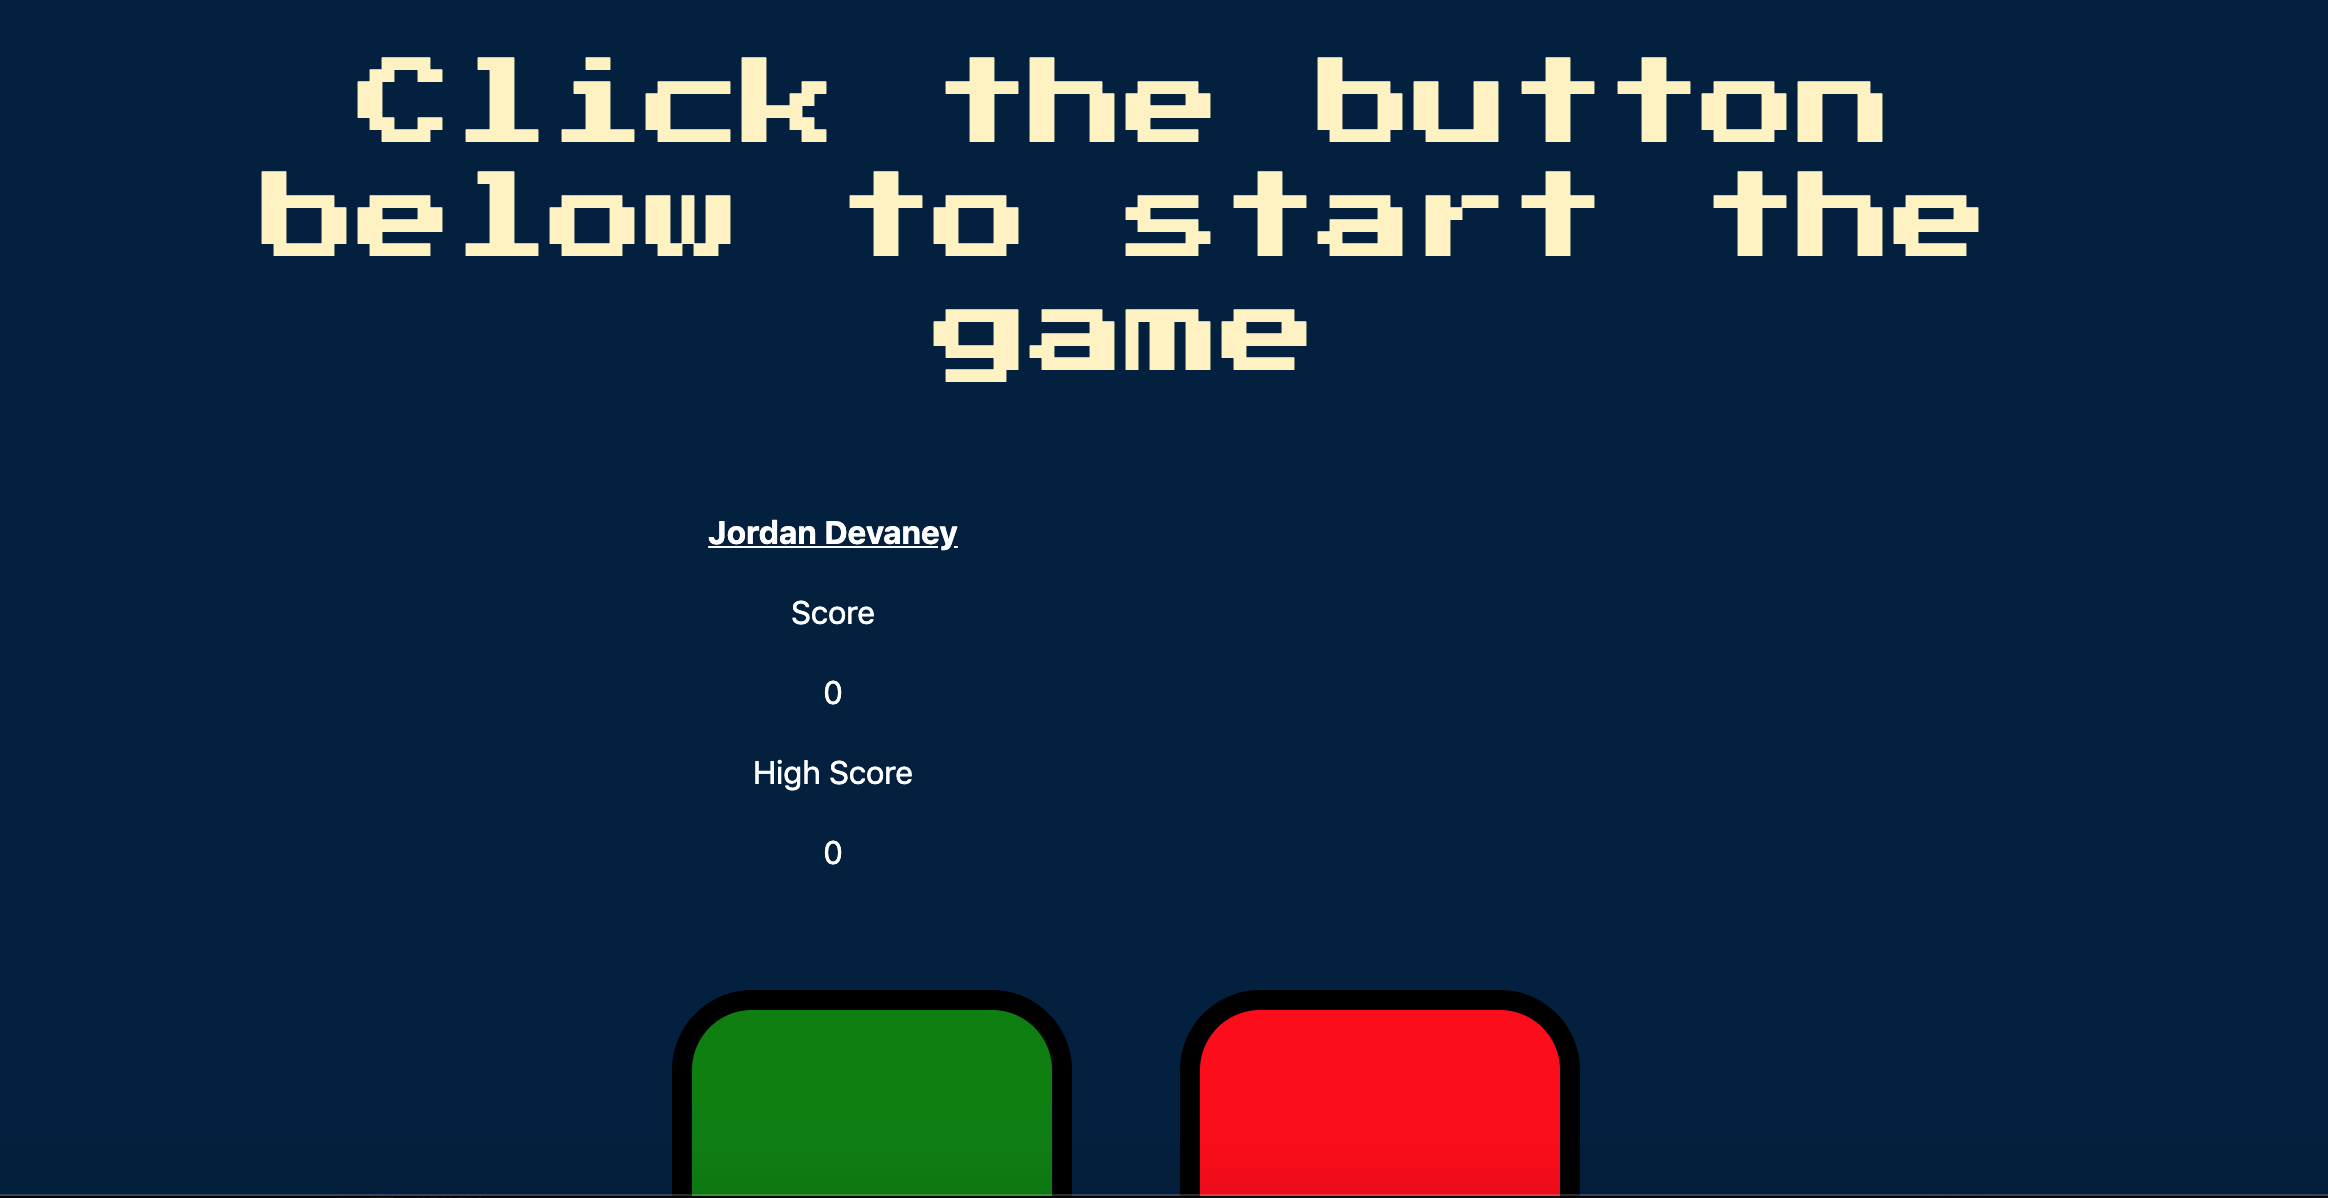 Click the button
below to start the
game
Jordan Devaney
Score
0
High Score
0